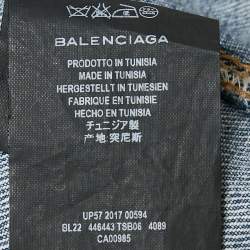 BALENCIAGA
PRODOTTO IN TUNISIA
MADE IN TUNISIA
HERGESTELLT IN TUNESIEN
FABRIQUE EN TUNISIE
HECHO EN TUNISIA
チュニジア製
产地 突尼斯
UP57 2017 00594
BL22 446443 TSB06 4089
CA00985